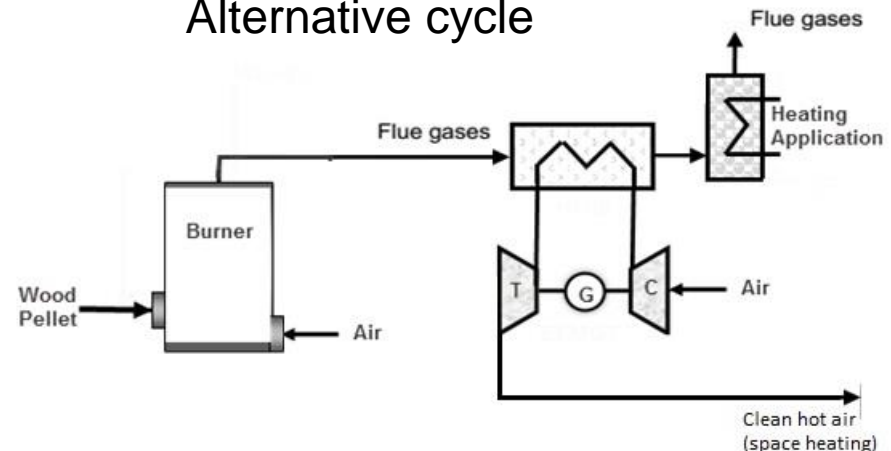 Alternative cycle
Flue gases
Heating
Application
Flue gases
Burner
Wood
Pellet
Air
T
G
C
Air
Clean hot air
(space heating)